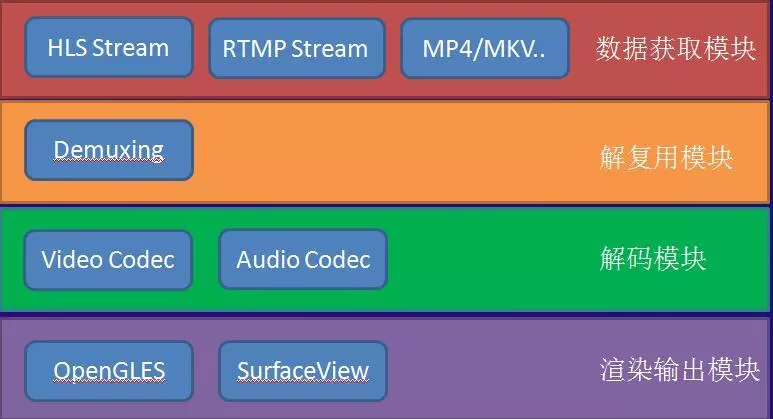 HLS Stream RTMP Stream MP4/MKV.. 数据获取模块
Demuxing 解复用模块
Video Codec Audio Codec 解码模块
OpenGLES SurfaceView 渲染输出模块